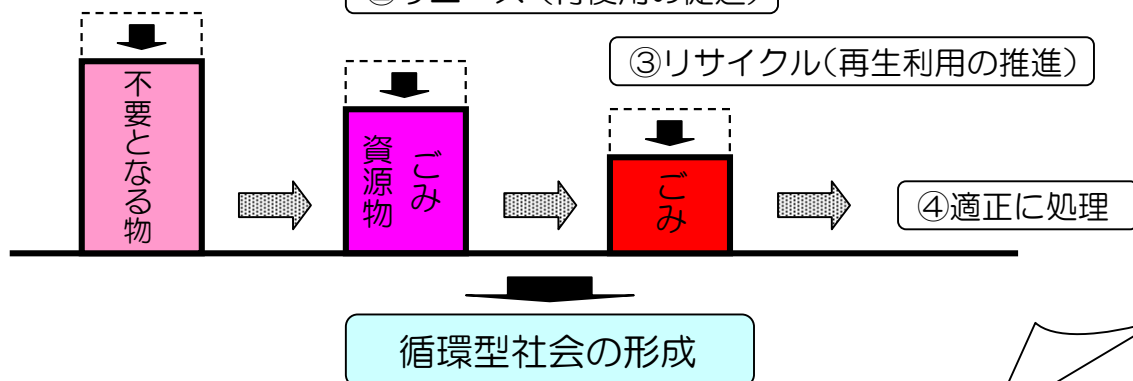 ③リサイクル(再生利用の推進)
不要となる物
ごみ
資源物
ごみ
④適正に処理
循環型社会の形成